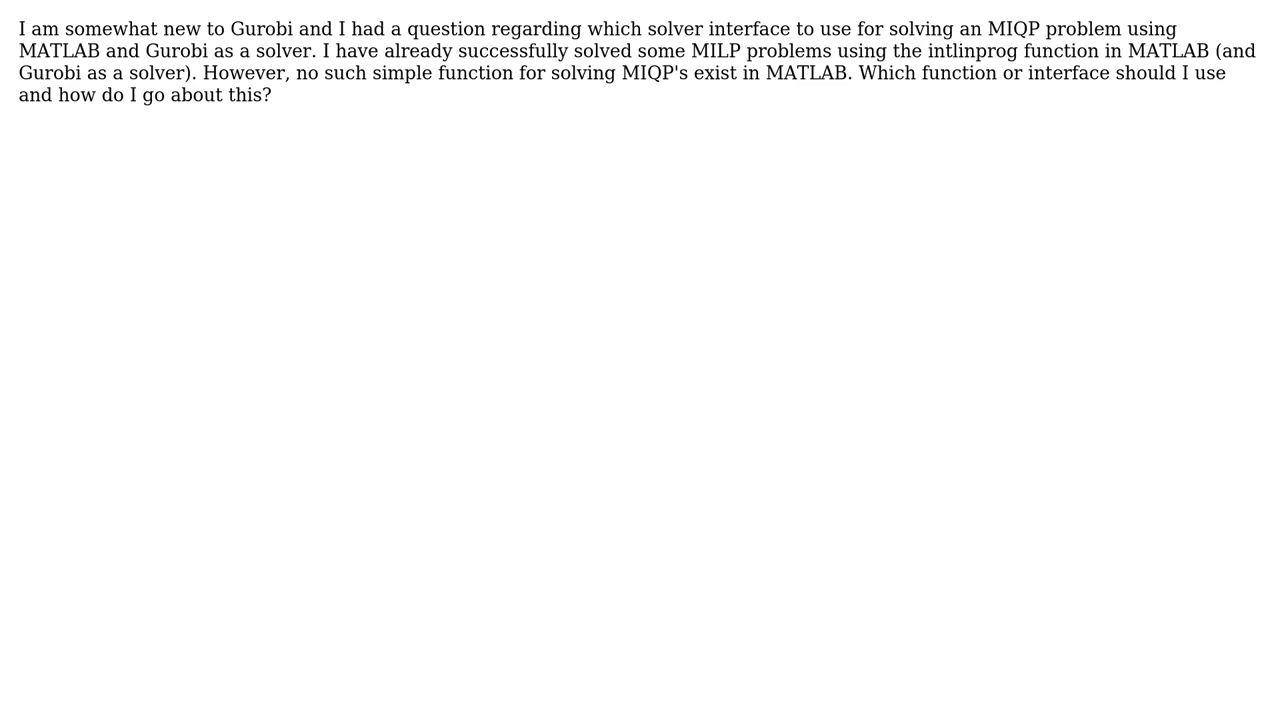 I am somewhat new to Gurobi and I had a question regarding which solver interface to use for solving an MIQP problem using
MATLAB and Gurobi as a solver. I have already successfully solved some MILP problems using the intlinprog function in MATLAB (and
Gurobi as a solver). However, no such simple function for solving MIQP's exist in MATLAB. Which function or interface should I use
and how do I go about this?